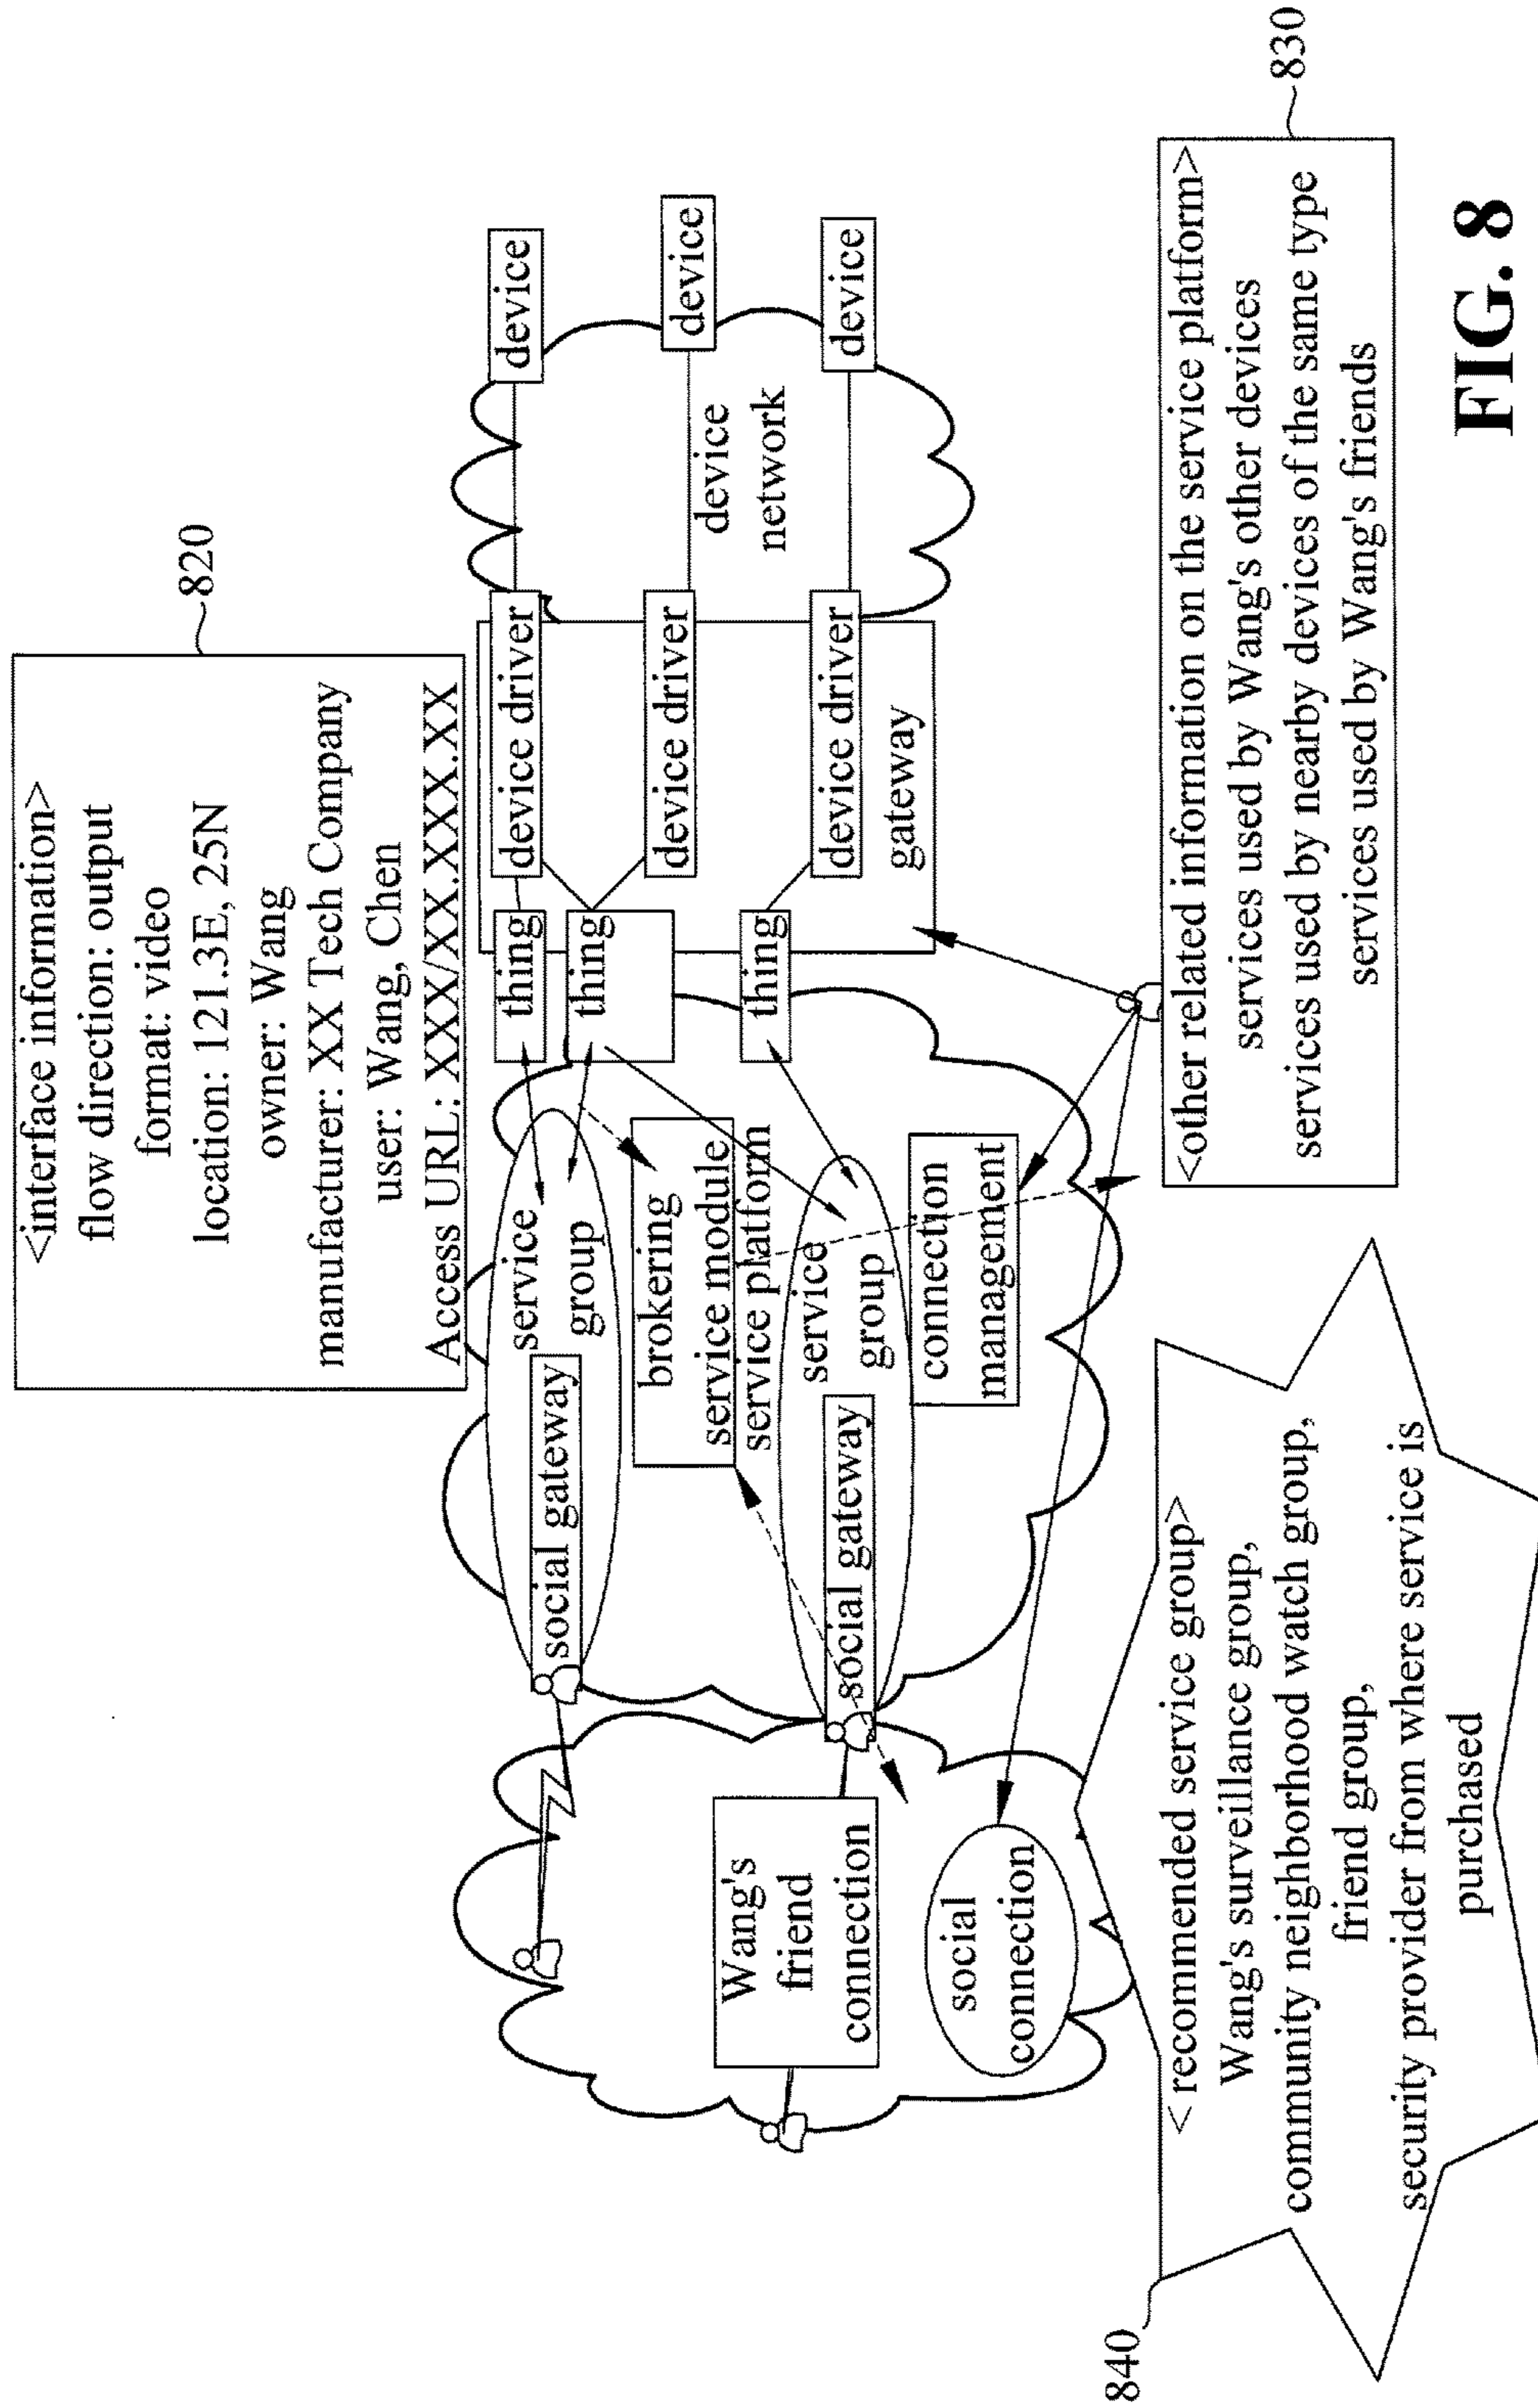 <interface information>
flow direction: output
format: video
location: 121.3E, 25N
owner: Wang
manufacturer: XX Tech Company
user: Wang, Chen
Access URL: XXX/XX.XXX.XX
820
social gateway
service
group
thing
device driver
device
brokering
service module
service platform
thing
device driver
device
device
network
Wang's
friend
connection
social gateway
service
group
thing
device driver
device
gateway
social
connection
connection
management
840
< recommended service group>
Wang's surveillance group,
community neighborhood watch group,
friend group,
security provider from where service is
purchased
<other related information on the service platform>
services used by Wang's other devices
services used by nearby devices of the same type
services used by Wang's friends
830
FIG. 8